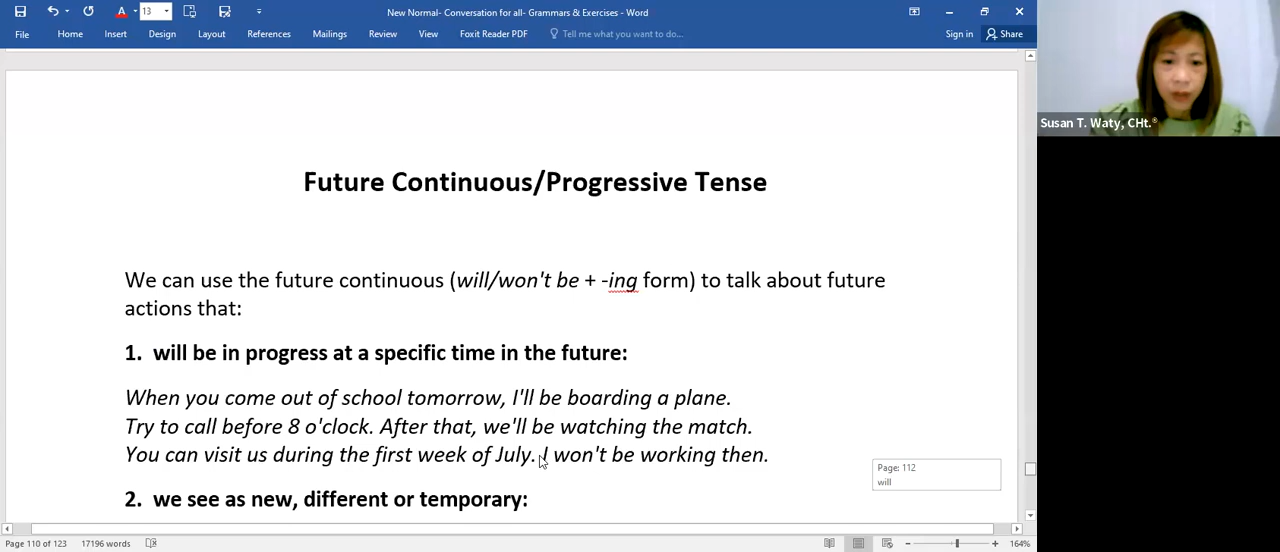 13
New Normal- Conversation for all- Grammars & Exercises - Word
File Home Insert Design Layout References Mailings Review View Foxit Reader PDF Tell me what you want to do... Sign in Share
Susan T. Waty, CHt.®
Future Continuous/Progressive Tense
We can use the future continuous (will/won't be + -ing form) to talk about future
actions that:
1. will be in progress at a specific time in the future:
When you come out of school tomorrow, I'll be boarding a plane.
Try to call before 8 o'clock. After that, we'll be watching the match.
You can visit us during the first week of July. I won't be working then.
Page: 112
will
2. we see as new, different or temporary:
Page 110 of 123 17196 words 164%